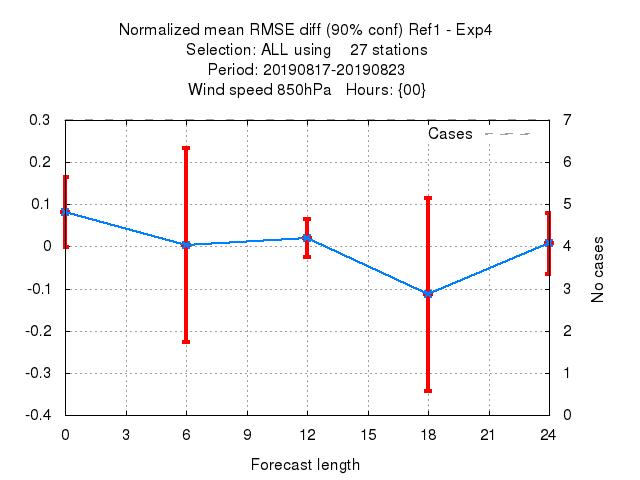 Normalized mean RMSE diff (90% conf) Ref1 - Exp4
Selection: ALL using 27 stations
Period: 20190817-20190823
Wind speed 850hPa Hours: {00}
0.3 7
Cases
0.2 6
0.1 5
0 4
-0.1 3
-0.2 2
-0.3 1
-0.4 0
No cases
0 3 6 9 12 15 18 21 24
Forecast length